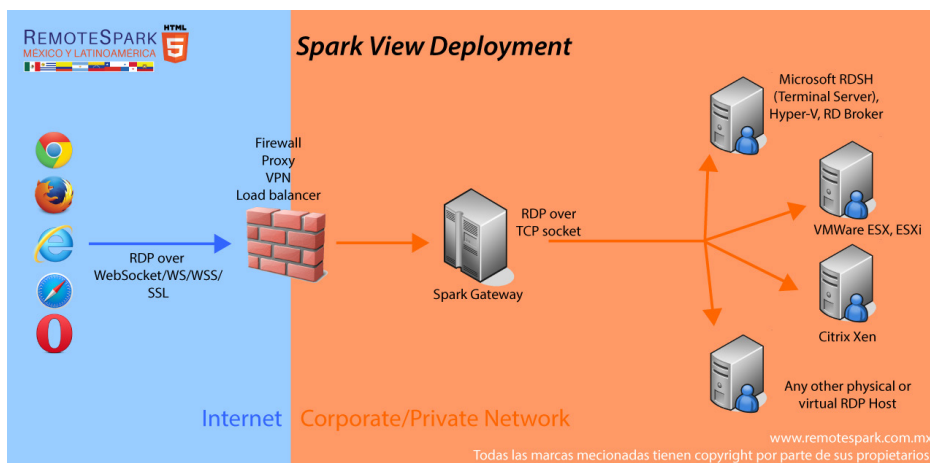 REMOTESPARK
MÉXICO Y LATINOAMÉRICA
HTML
5
Spark View Deployment
Firewall
Proxy
VPN
Load balancer
RDP over
WebSocket/WS/WSS/
SSL
Spark Gateway
RDP over
TCP socket
Microsoft RDSH
(Terminal Server),
Hyper-V, RD Broker
VMWare ESX, ESXi
Citrix Xen
Any other physical or
virtual RDP Host
Internet
Corporate/Private Network
www.remotespark.com.mx
Todas las marcas mecionadas tienen copyright por parte de sus propietarios